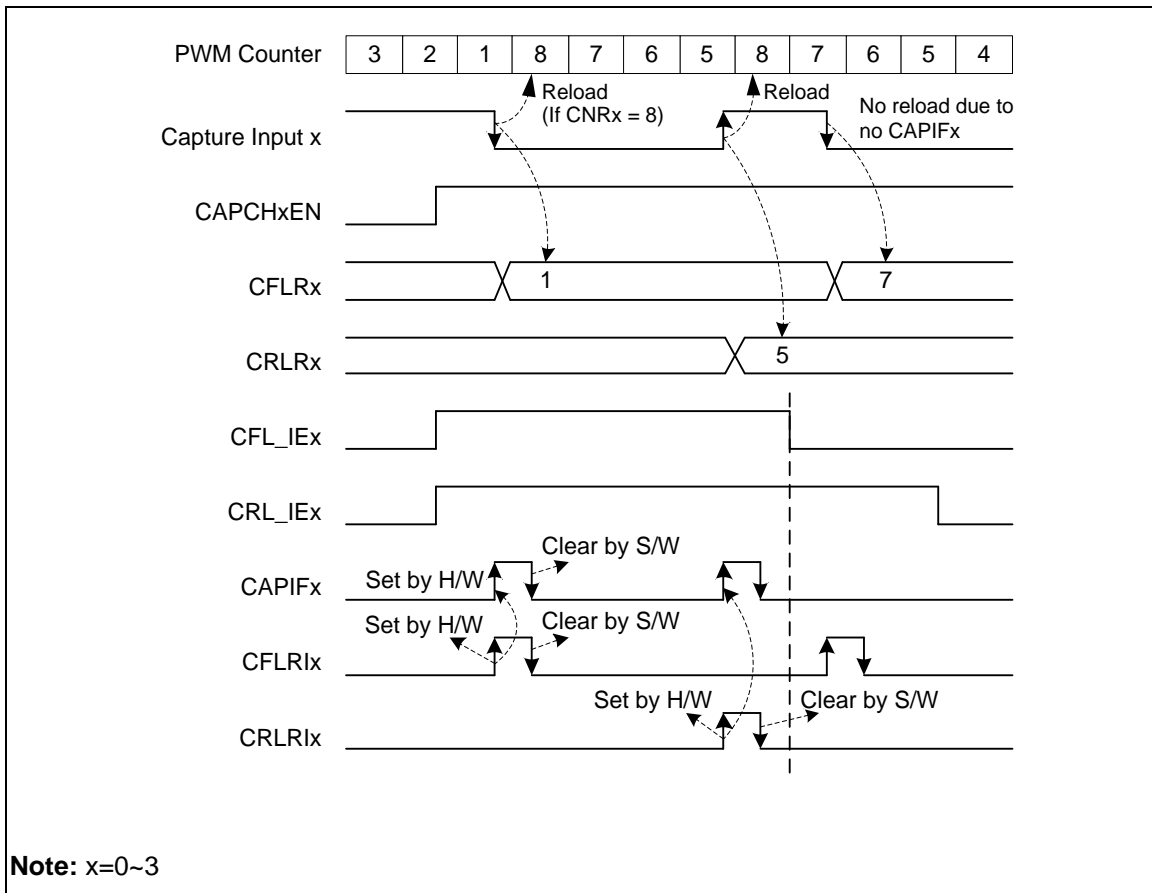 PWM Counter 3 2 1 8 7 6 5 8 7 6 5 4
Reload
(If CNRx = 8)
Reload
No reload due to
no CAPIFx
Capture Input x
CAPCHxEN
CFLRx 1 7
CRLRx 5
CFL_IEx
CRL_IEx
Clear by S/W
CAPIFx Set by H/W
Set by H/W Clear by S/W
CFLRIx
Set by H/W Clear by S/W
CRLRIx
Note: x=0~3